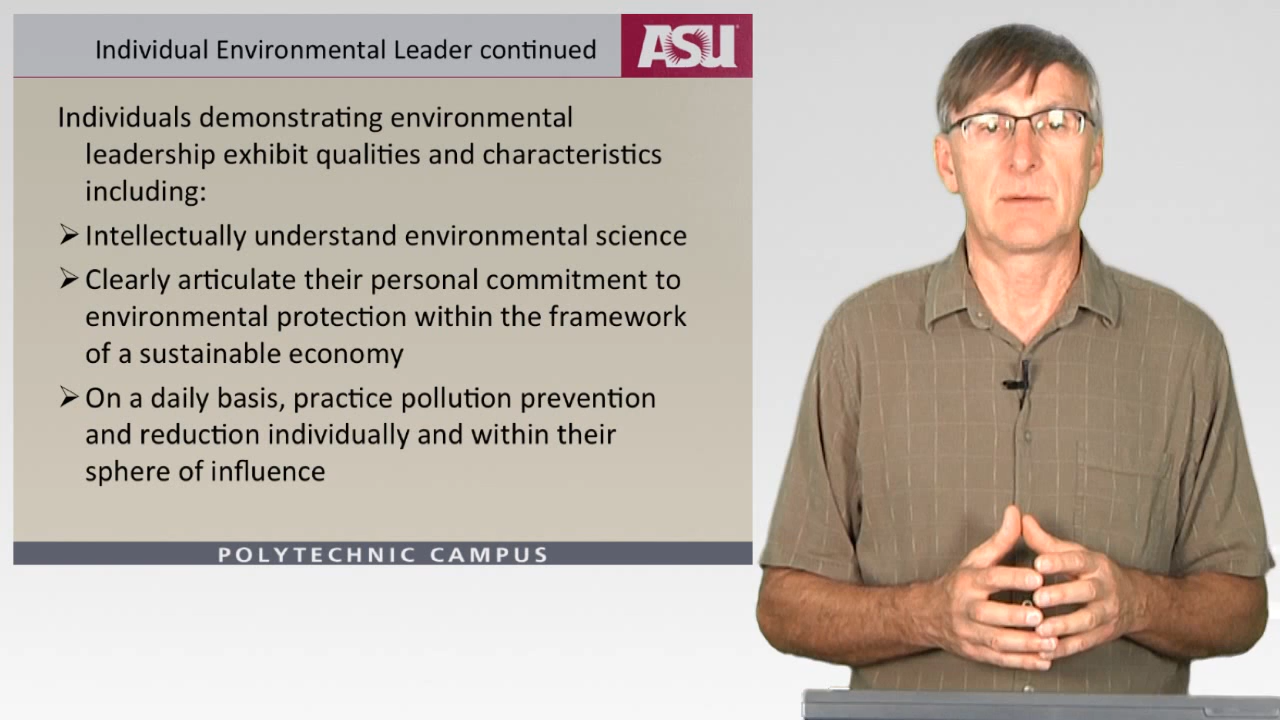 Individual Environmental Leader continued
ASU
Individuals demonstrating environmental
leadership exhibit qualities and characteristics
including:
➢ Intellectually understand environmental science
➢ Clearly articulate their personal commitment to
environmental protection within the framework
of a sustainable economy
➢ On a daily basis, practice pollution prevention
and reduction individually and within their
sphere of influence
POLYTECHNIC CAMPUS